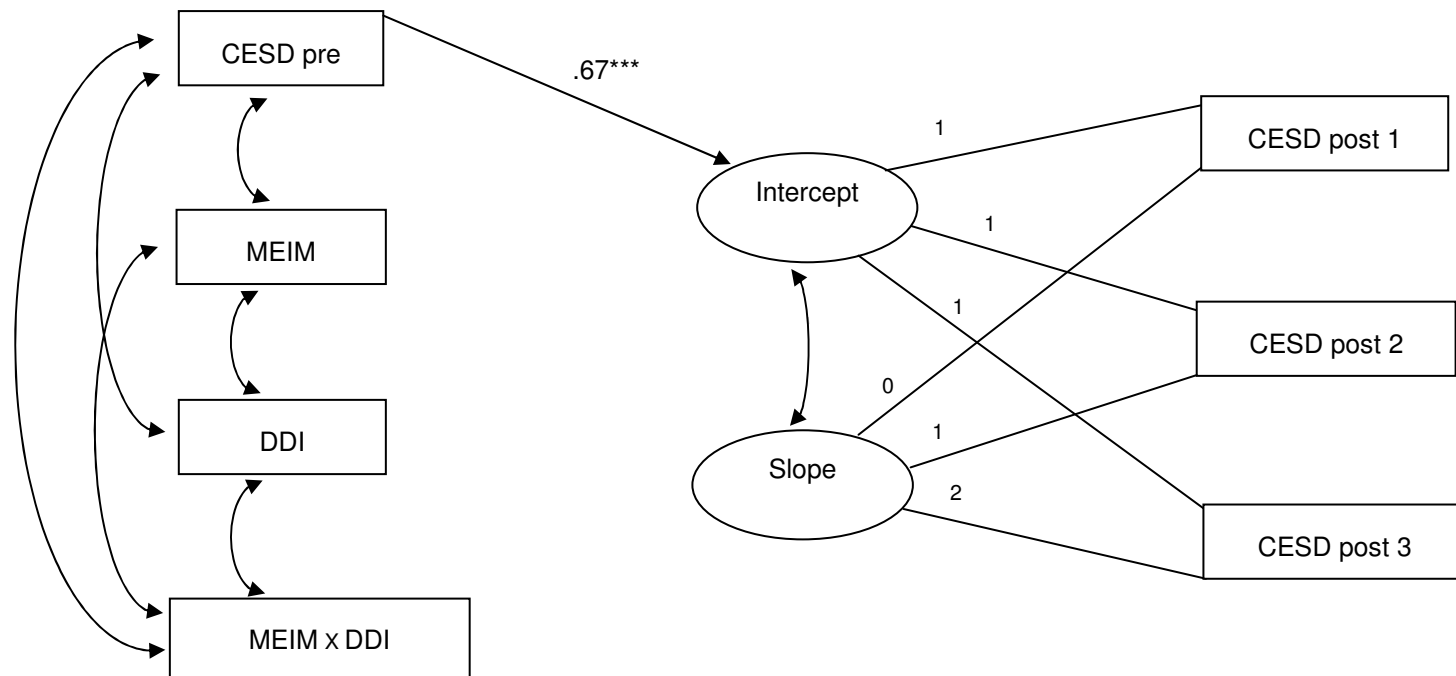 CESD pre
.67***
1
CESD post 1
Intercept
1
MEIM
1
CESD post 2
0
1
DDI
Slope
2
CESD post 3
MEIM x DDI